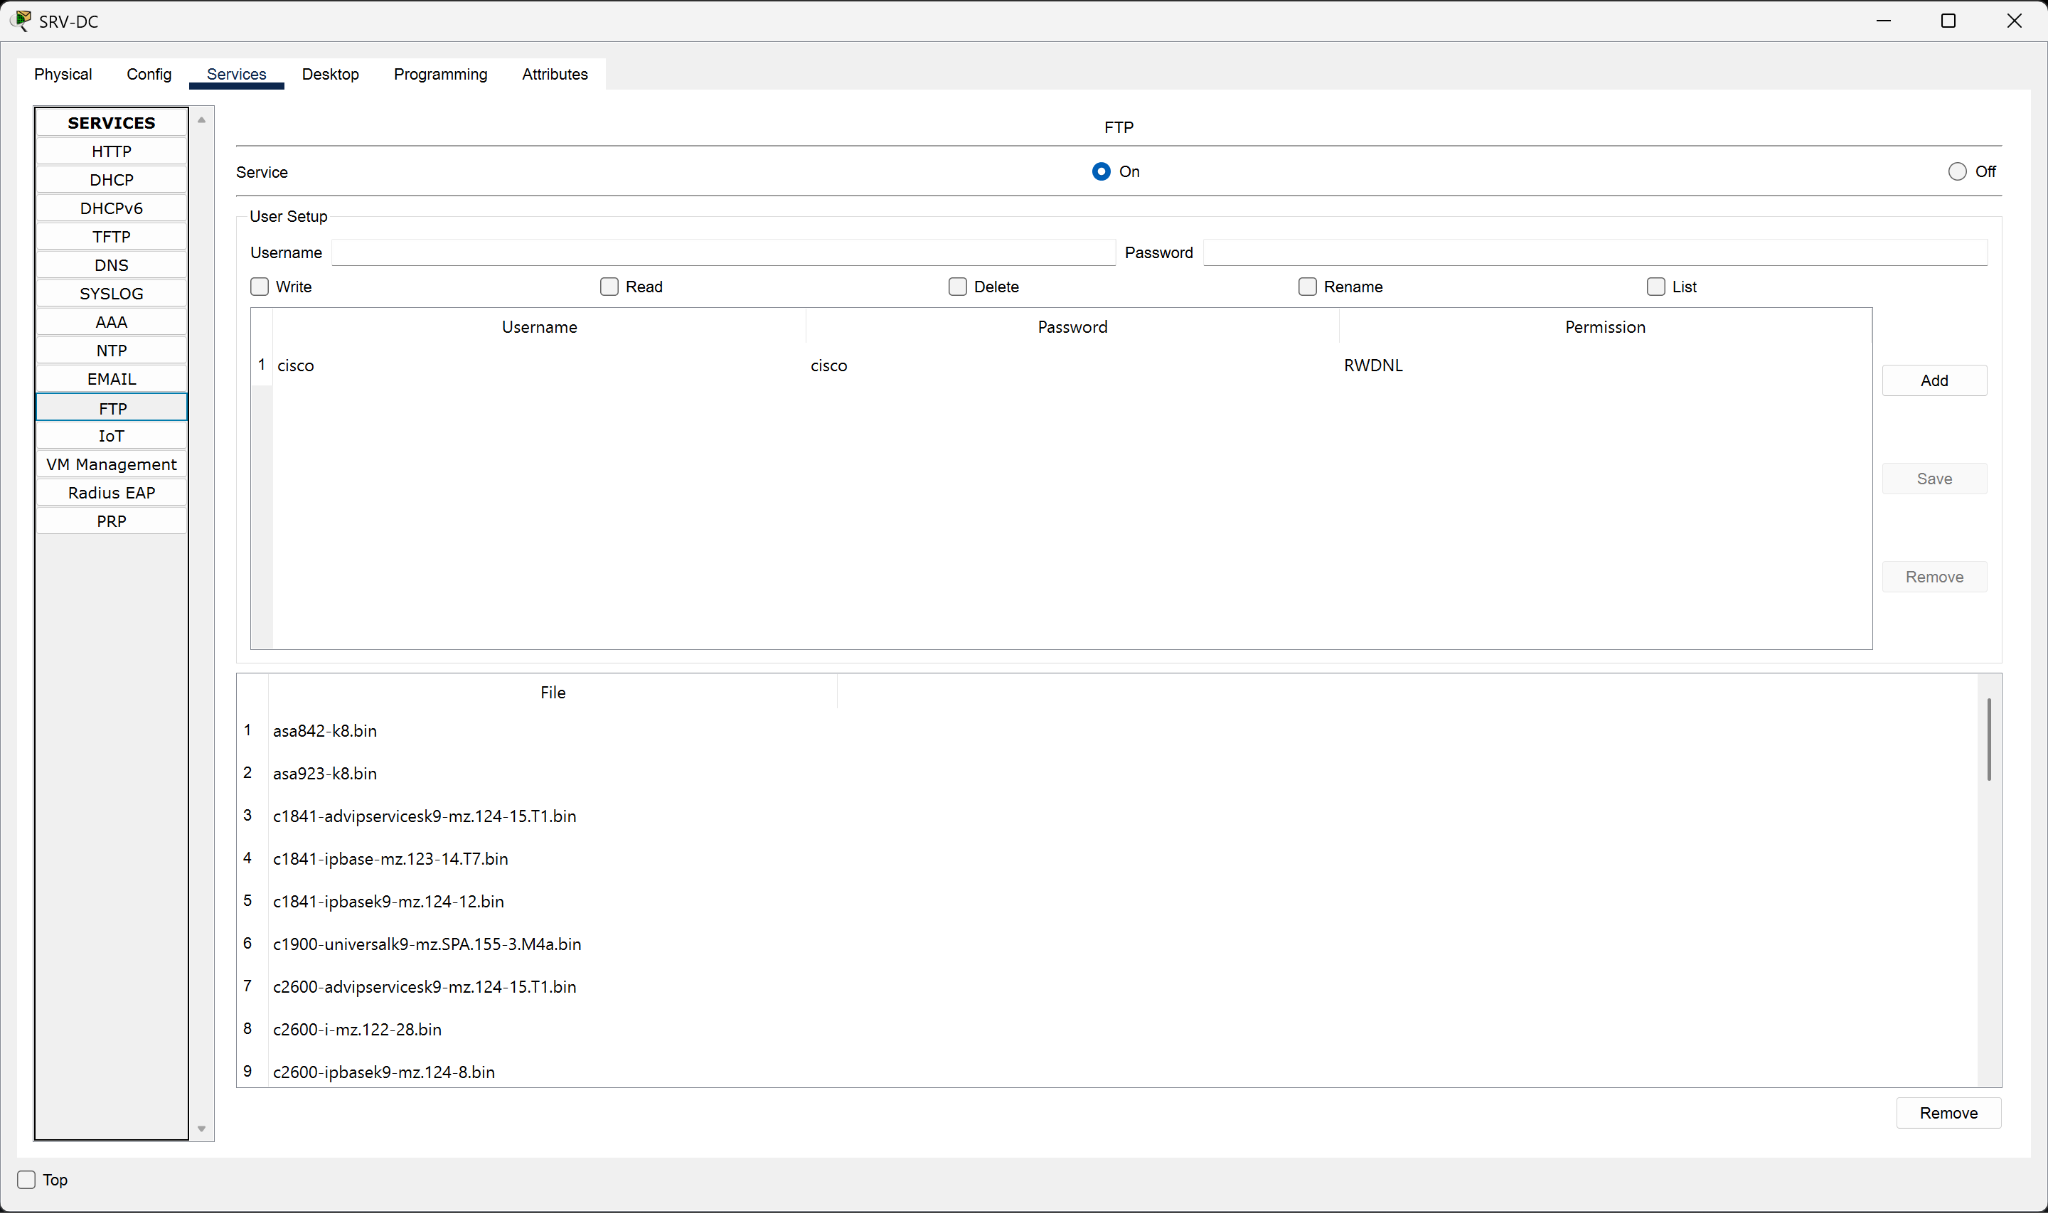 SRV-DC
Physical Config Services Desktop Programming Attributes
SERVICES
HTTP
DHCP
DHCPv6
TFTP
DNS
SYSLOG
AAA
NTP
EMAIL
FTP
IoT
VM Management
Radius EAP
PRP
FTP
Service On Off
User Setup
Username Password
Write Read Delete Rename List
Username Password Permission
1 cisco cisco RWDNL
Add
Save
Remove
File
1 asa842-k8.bin
2 asa923-k8.bin
3 c1841-advipservicesk9-mz.124-15.T1.bin
4 c1841-ipbase-mz.123-14.T7.bin
5 c1841-ipbasek9-mz.124-12.bin
6 c1900-universalk9-mz.SPA.155-3.M4a.bin
7 c2600-advipservicesk9-mz.124-15.T1.bin
8 c2600-i-mz.122-28.bin
9 c2600-ipbasek9-mz.124-8.bin
Remove
Top